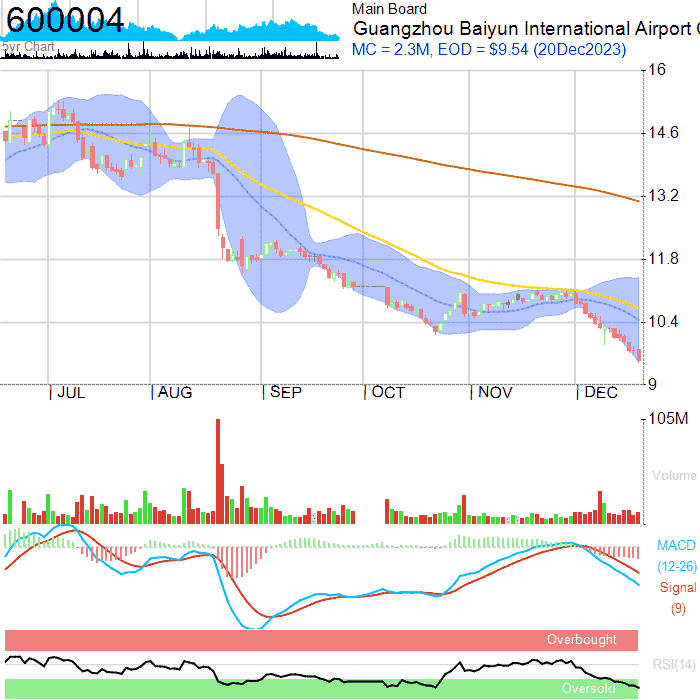 600004
5yr Chart
Main Board
Guangzhou Baiyun International Airport
MC = 2.3M, EOD = $9.54 (20Dec2023)
16
14.6
13.2
11.8
10.4
9
JUL AUG SEP OCT NOV DEC
105M
Volume
MACD
(12-26)
Signal
(9)
Overbought
RSI(14)
Oversold